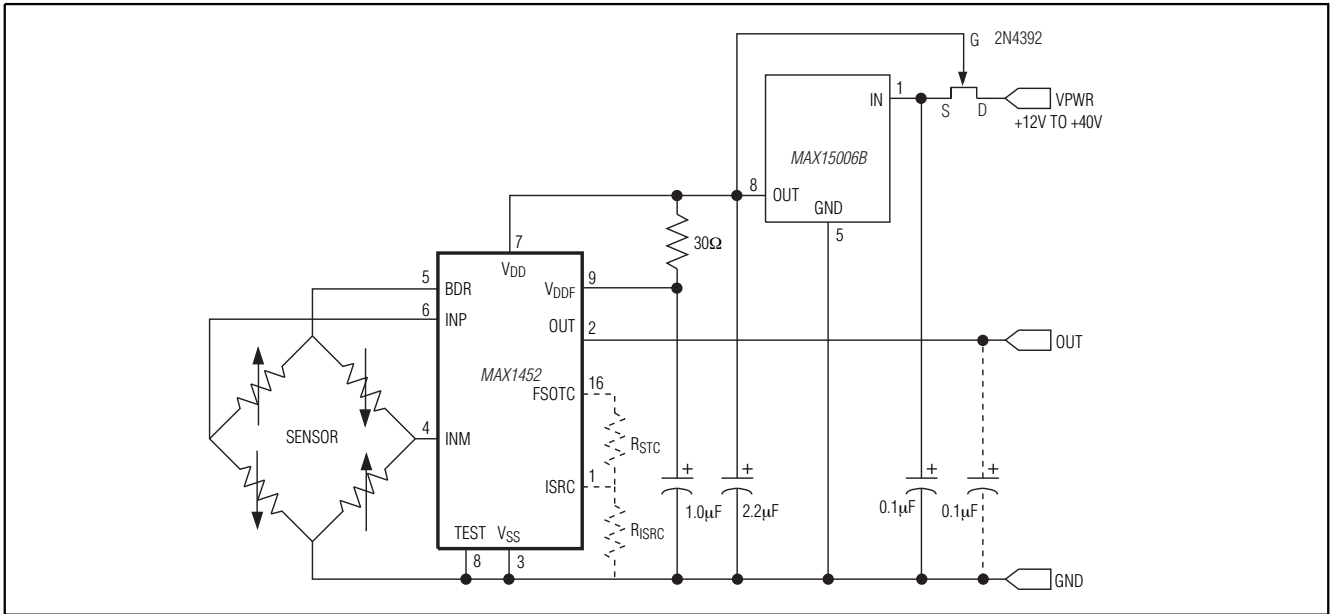 G 2N4392
IN 1
S D
VPWR
+12V TO +40V
MAX15006B
8 OUT
GND
5
30Ω
7
VDD
5 BDR
VDDF 9
6 INP
OUT 2
OUT
MAX1452
FSOTC 16
SENSOR
RSTC
4 INM
ISRC 1
+
+
+
+
1.0µF
2.2µF
0.1µF
0.1µF
RISRC
TEST VSS
8 3
GND